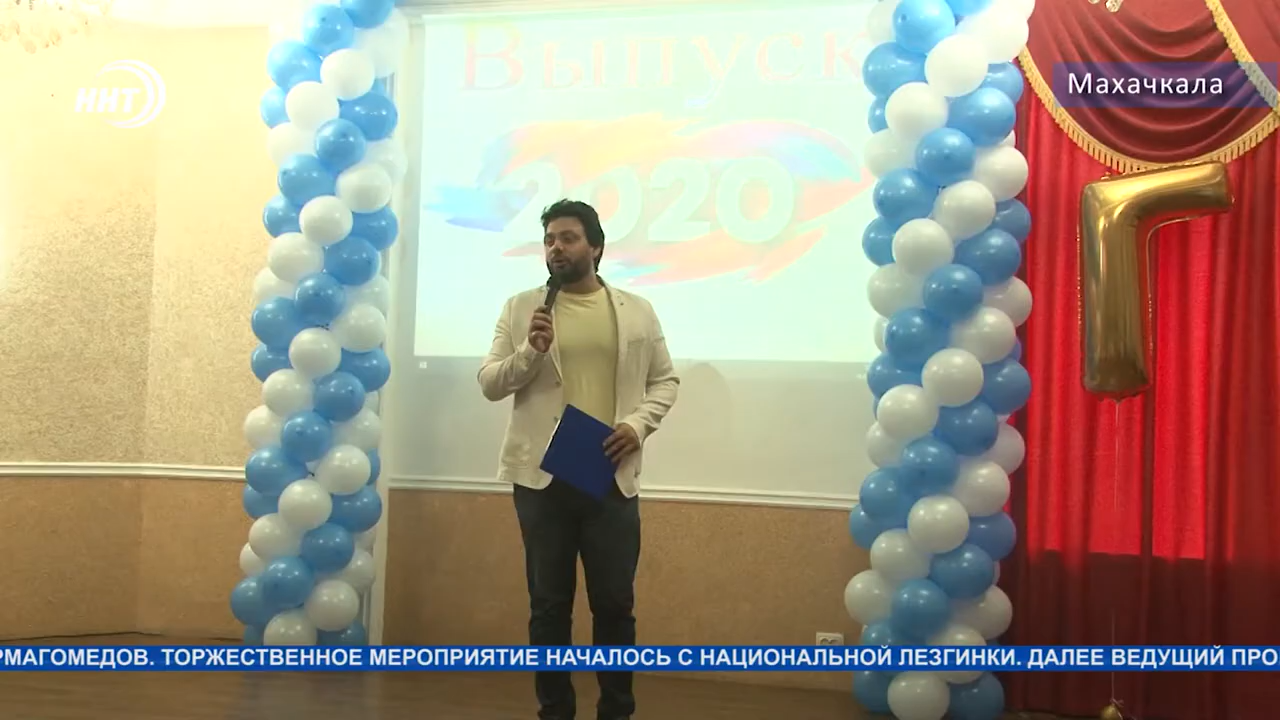 ННТ
Выпуск
Махачкала
2020
Г
РМАГОМЕДОВ. ТОРЖЕСТВЕННОЕ МЕРОПРИЯТИЕ НАЧАЛОСЬ С НАЦИОНАЛЬНОЙ ЛЕЗГИНКИ. ДАЛЕЕ ВЕДУЩИЙ ПРО